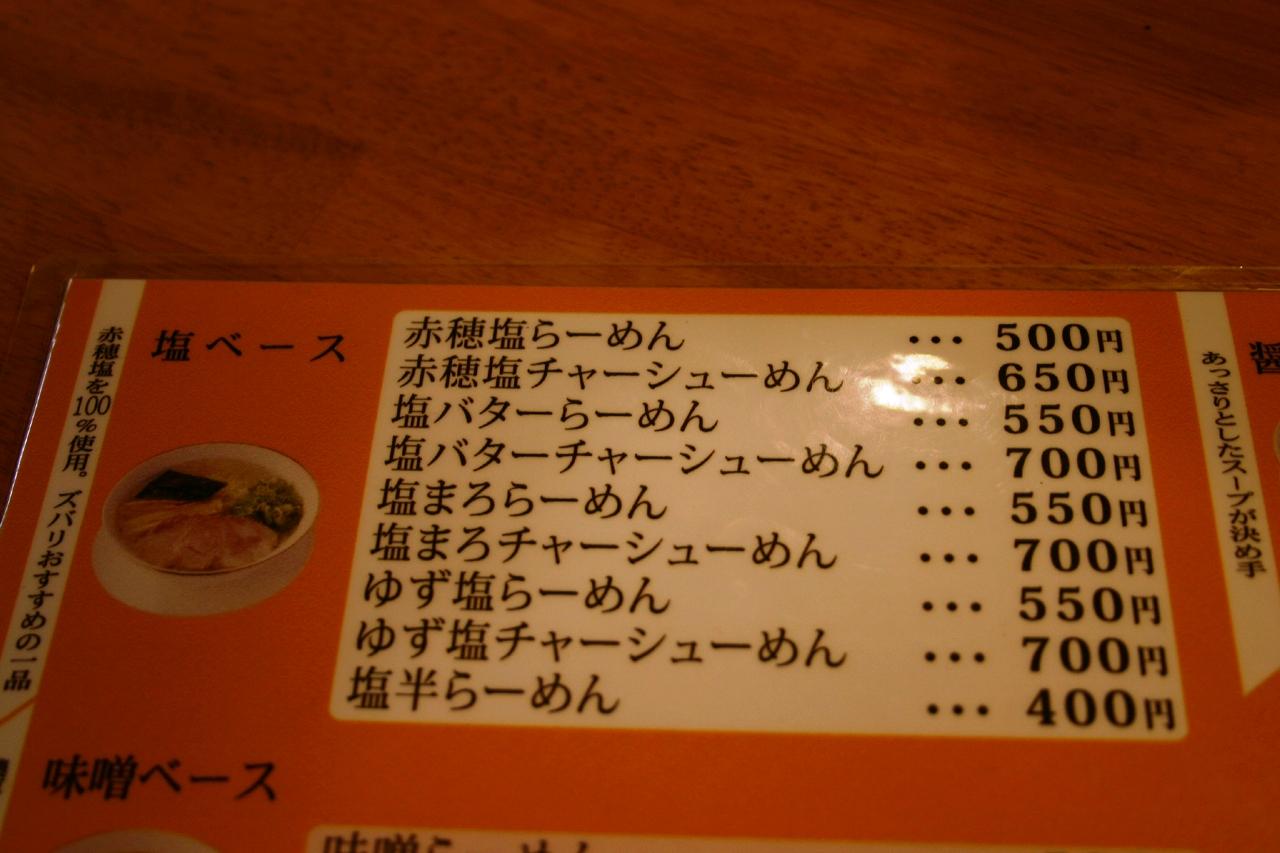 赤穂塩を100%使用。ズバリおすすめの一品
塩ベース
赤穂塩らーめん … 500円
赤穂塩チャーシューめん … 650円
塩バターらーめん … 550円
塩バターチャーシューめん … 700円
塩まろらーめん … 550円
塩まろチャーシューめん … 700円
ゆず塩らーめん … 550円
ゆず塩チャーシューめん … 700円
塩半らーめん … 400円
あっさりとしたスープが決め手
味噌ベース
味噌らーめん